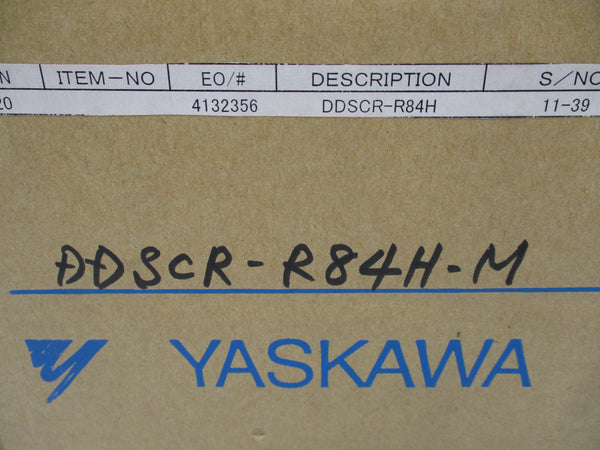 N ITEM-NO EO/# DESCRIPTION S/NO
20 4132356 DDSCR-R84H 11-39
DDSCR-R84H-M
YASKAWA